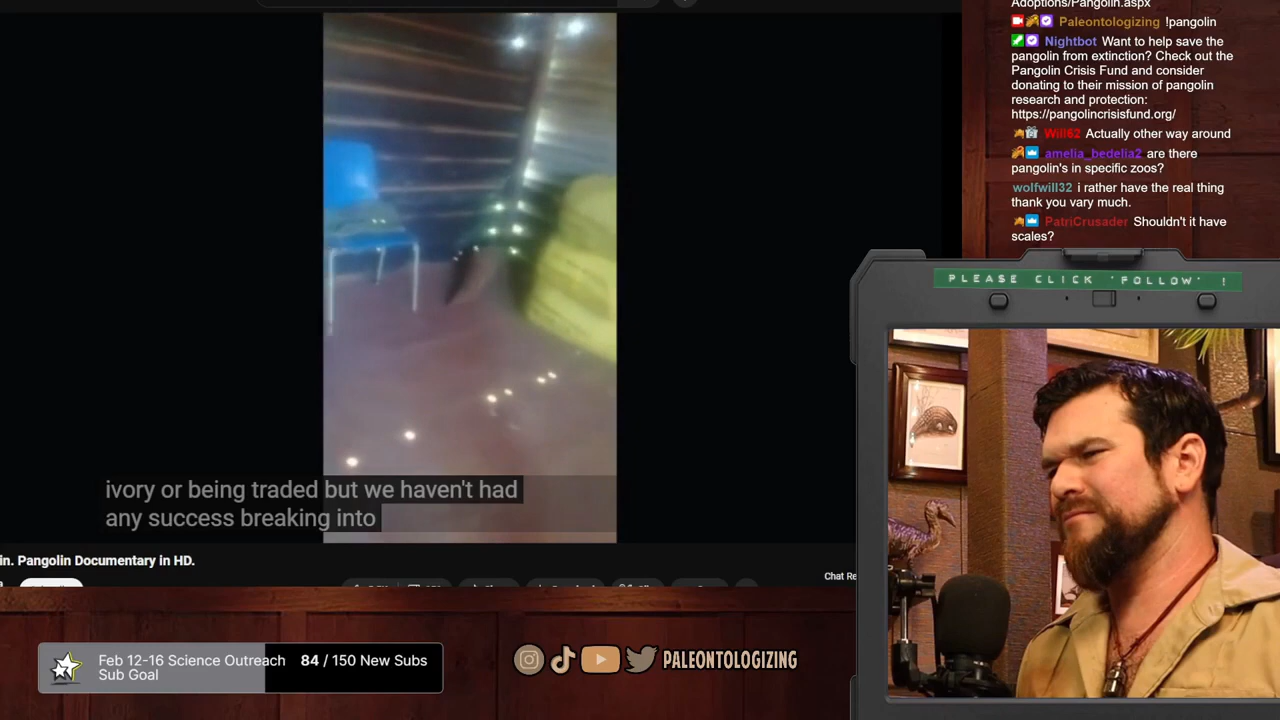 Adoptions/Pangolin.aspx
Paleontologizing !pangolin
Nightbot Want to help save the
pangolin from extinction? Check out the
Pangolin Crisis Fund and consider
donating to their mission of pangolin
research and protection:
https://pangolincrisisfund.org/
Will62 Actually other way around
amelia_bedelia2 are there
pangolin's in specific zoos?
wolfwill32 i rather have the real thing
thank you vary much.
PatriCrusader Shouldn't it have
scales?
PLEASE CLICK 'FOLLOW' !
ivory or being traded but we haven't had
any success breaking into
in. Pangolin Documentary in HD.
Chat Re
Feb 12-16 Science Outreach 84 / 150 New Subs
Sub Goal
PALEONTOLOGIZING